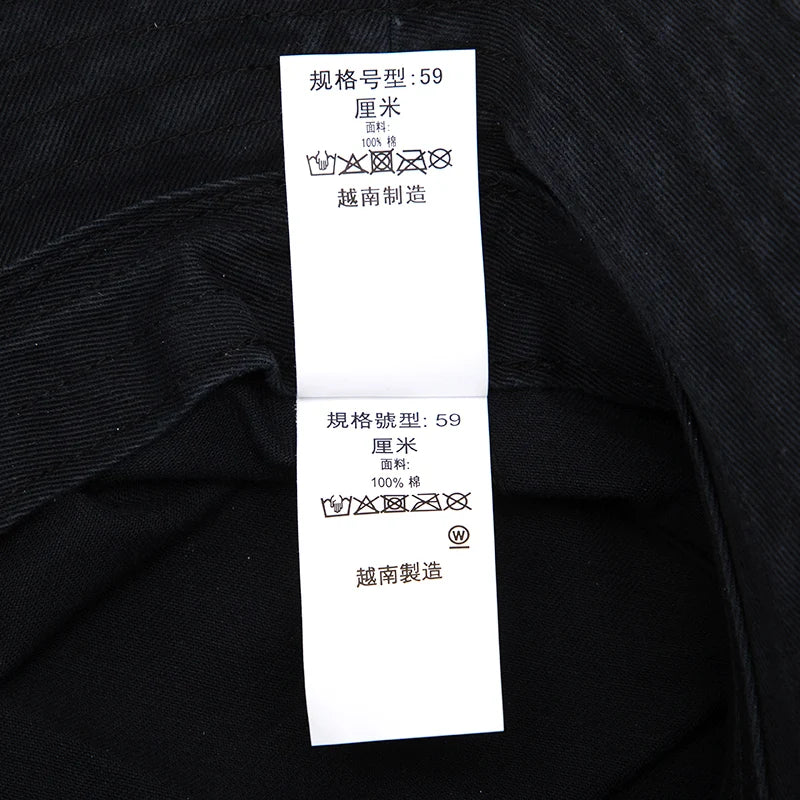 规格号型:59
厘米
面料:
100% 棉
越南制造
規格號型: 59
厘米
面料:
100% 棉
W
越南製造